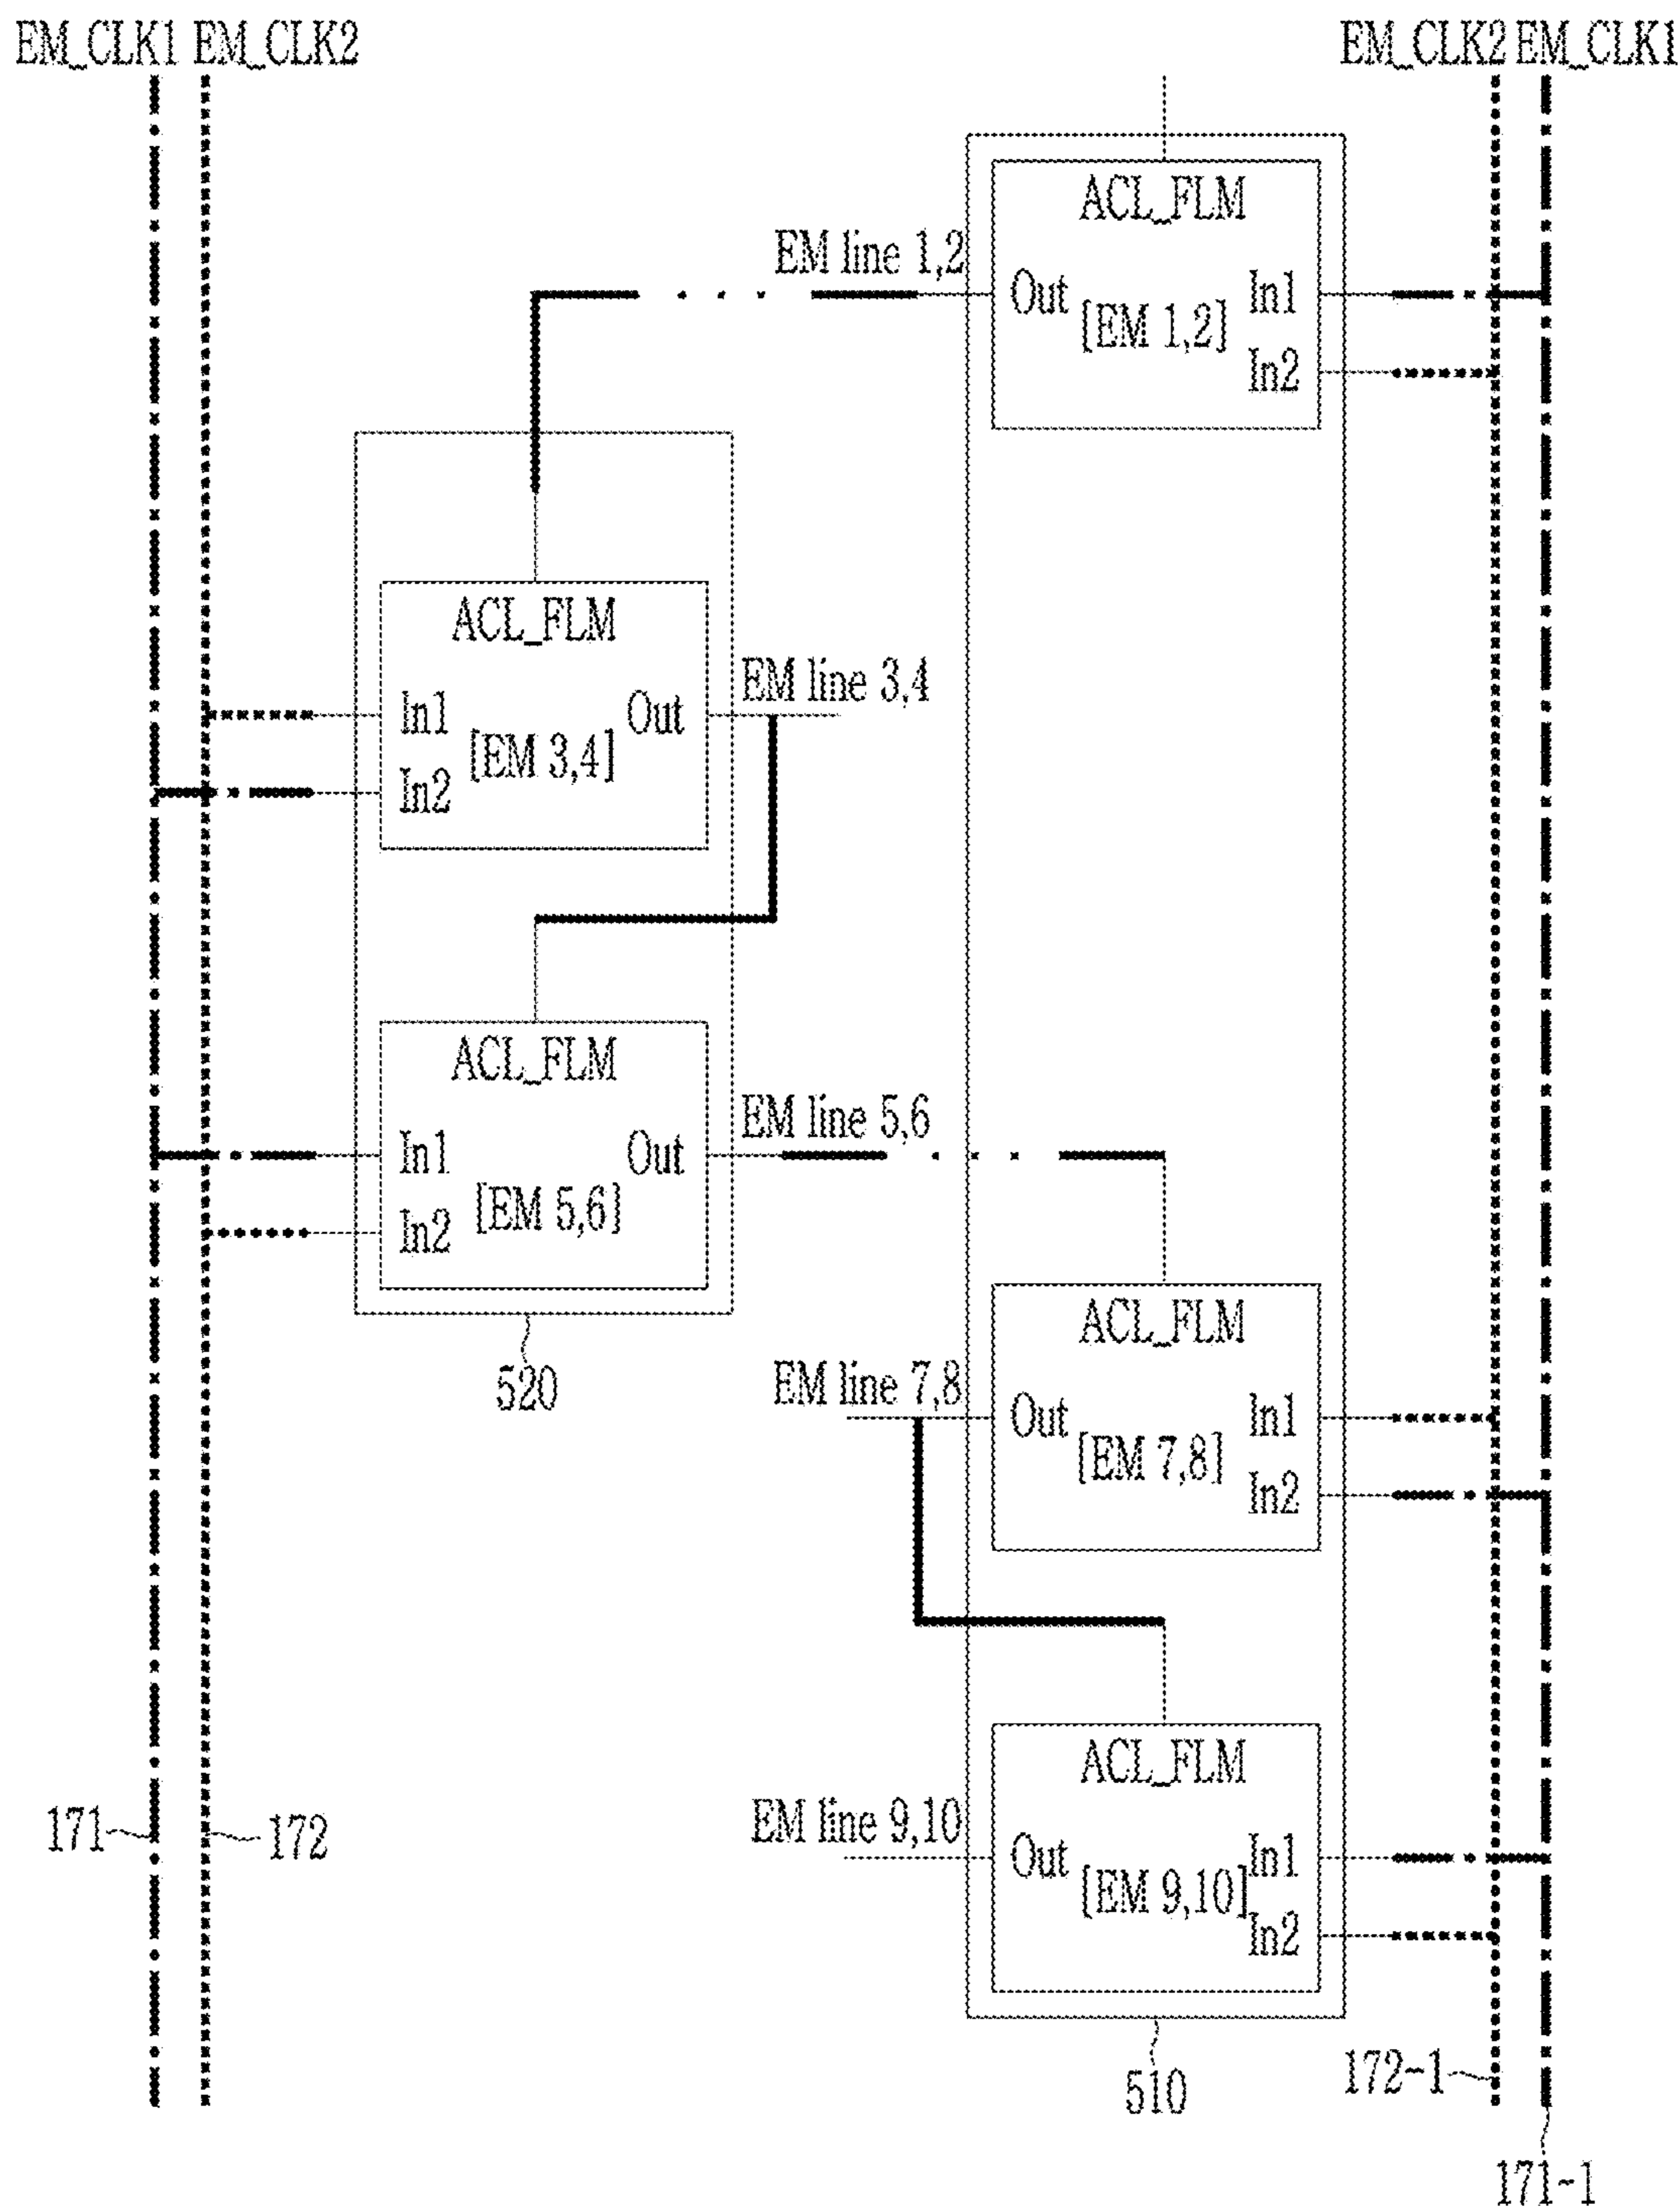 EM_CLK1 EM_CLK2
EM_CLK2 EM_CLK1
ACL_FLM
EM line 1,2
Out
[EM 1,2]
In1
In2
ACL_FLM
EM line 3,4
In1
Out
[EM 3,4]
In2
ACL_FLM
EM line 5,6
In1
Out
[EM 5,6]
In2
520
ACL_FLM
EM line 7,8
Out
In1
[EM 7,8]
In2
ACL_FLM
EM line 9,10
171
172
Out
In1
[EM 9,10]
In2
510
172-1
171-1